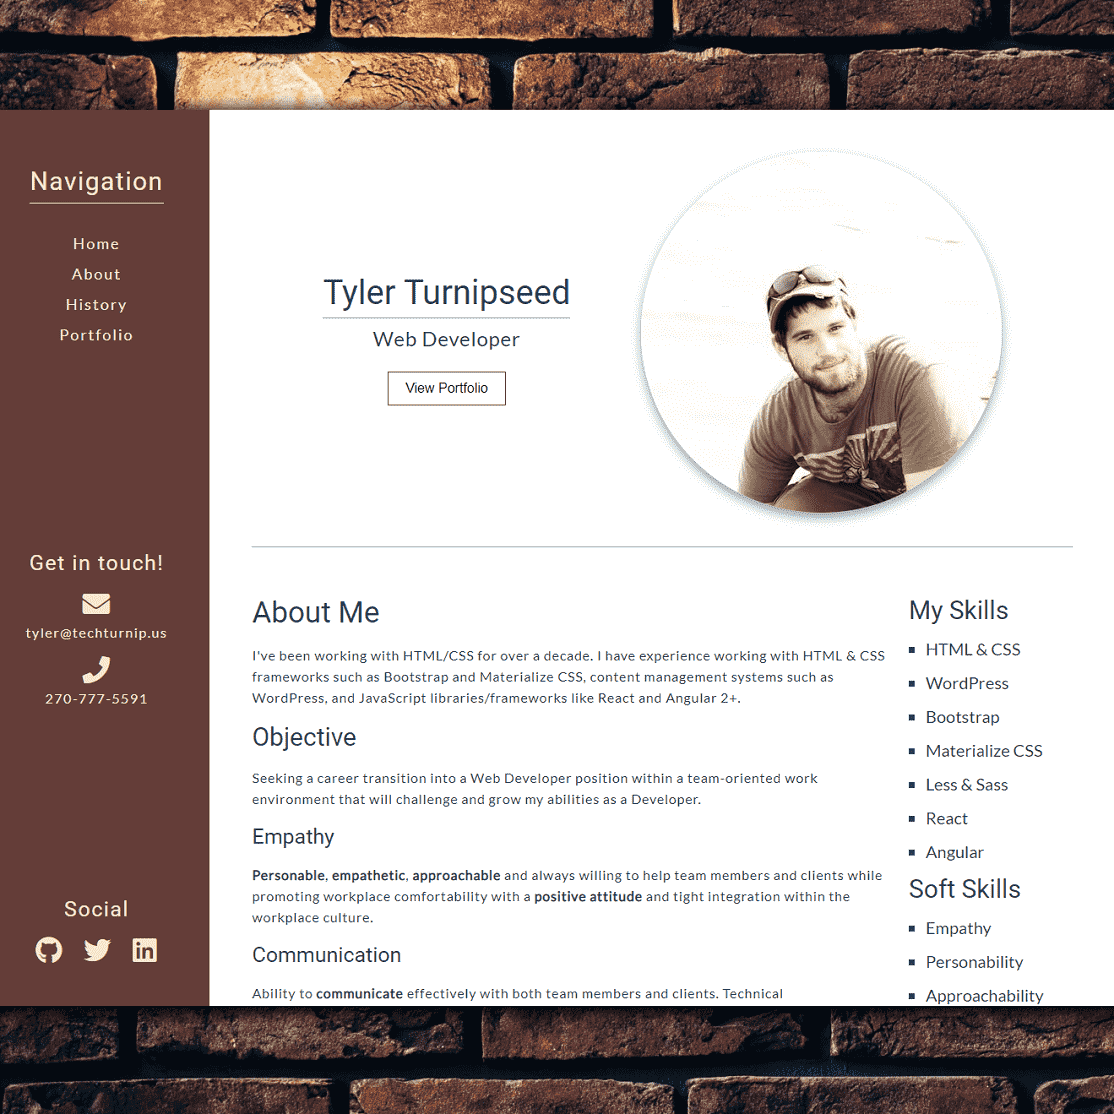 Navigation
Home
About
History
Portfolio
Get in touch!
tyler@techturnip.us
270-777-5591
Social
Tyler Turnipseed
Web Developer
View Portfolio
About Me
I've been working with HTML/CSS for over a decade. I have experience working with HTML & CSS
frameworks such as Bootstrap and Materialize CSS, content management systems such as
WordPress, and JavaScript libraries/frameworks like React and Angular 2+.
Objective
Seeking a career transition into a Web Developer position within a team-oriented work
environment that will challenge and grow my abilities as a Developer.
Empathy
Personable, empathetic, approachable and always willing to help team members and clients while
promoting workplace comfortability with a positive attitude and tight integration within the
workplace culture.
Communication
Ability to communicate effectively with both team members and clients. Technical
My Skills
HTML & CSS
WordPress
Bootstrap
Materialize CSS
Less & Sass
React
Angular
Soft Skills
Empathy
Personability
Approachability